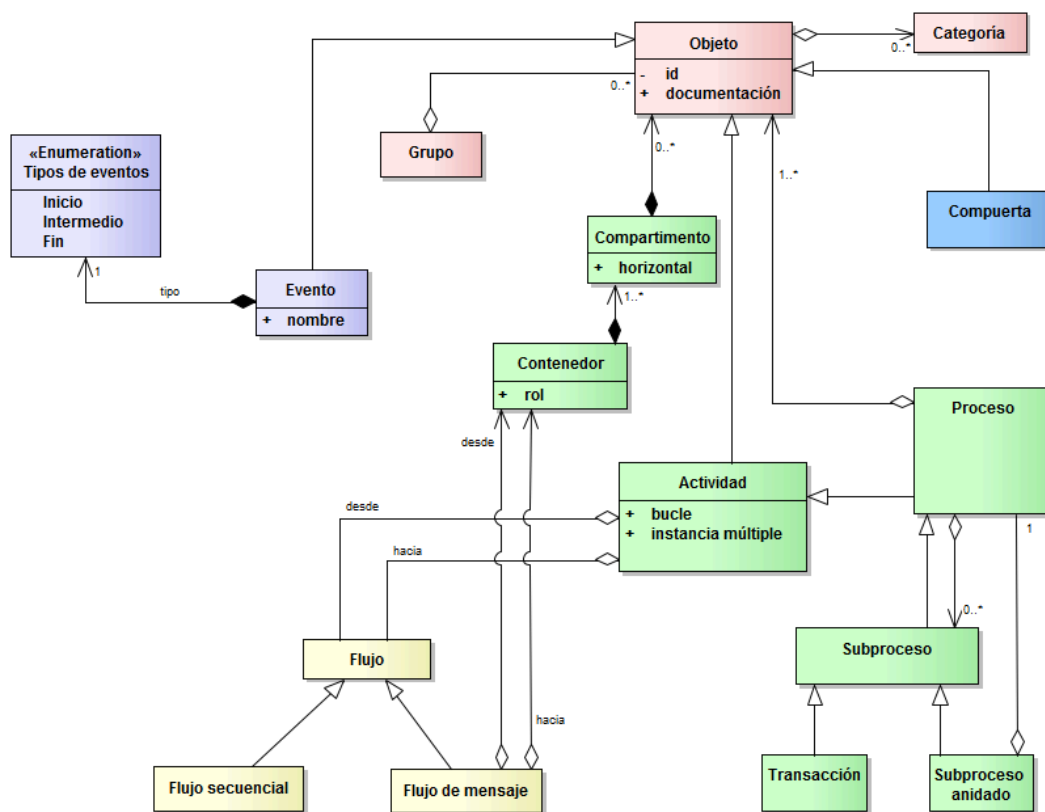 Objeto
- id
+ documentación
Categoría
0..*
0..*
Grupo
«Enumeration»
Tipos de eventos
Inicio
Intermedio
Fin
1
tipo
Evento
+ nombre
0..*
1..*
Compuerta
Compartimento
+ horizontal
1..*
Contenedor
+ rol
desde
Proceso
1
Actividad
+ bucle
+ instancia múltiple
desde
hacia
0..*
Subproceso
Flujo
hacia
Flujo secuencial
Flujo de mensaje
Transacción
Subproceso
anidado